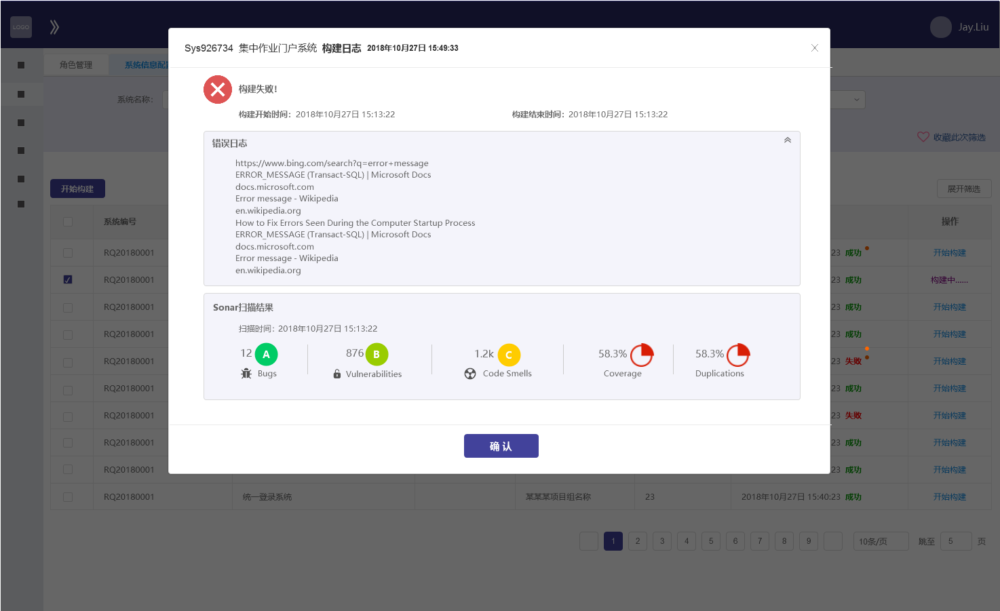 LOGO
Jay.Liu
Sys926734 集中作业门户系统 构建日志 2018年10月27日 15:49:33
角色管理
系统信息配
构建失败！
系统名称：
构建开始时间：2018年10月27日 15:13:22
构建结束时间：2018年10月27日 15:13:22
收藏此次筛选
错误日志
https://www.bing.com/search?q=error+message
ERROR_MESSAGE (Transact-SQL) | Microsoft Docs
docs.microsoft.com
Error message - Wikipedia
en.wikipedia.org
How to Fix Errors Seen During the Computer Startup Process
ERROR_MESSAGE (Transact-SQL) | Microsoft Docs
docs.microsoft.com
Error message - Wikipedia
en.wikipedia.org
Sonar扫描结果
扫描时间：2018年10月27日 15:13:22
12 A
Bugs
876 B
Vulnerabilities
1.2k C
Code Smells
58.3%
Coverage
58.3%
Duplications
确 认
开始构建
展开筛选
系统编号
操作
RQ20180001 23 成功 开始构建
RQ20180001 23 成功 构建中......
RQ20180001 23 成功 开始构建
RQ20180001 23 成功 开始构建
RQ20180001 23 失败 开始构建
RQ20180001 23 成功 开始构建
RQ20180001 23 失败 开始构建
RQ20180001 23 成功 开始构建
RQ20180001 23 成功 开始构建
RQ20180001 统一登录系统 某某某项目组名称 23 2018年10月27日 15:40:23 成功 开始构建
1 2 3 4 5 6 7 8 9 10条/页 跳至 5 页